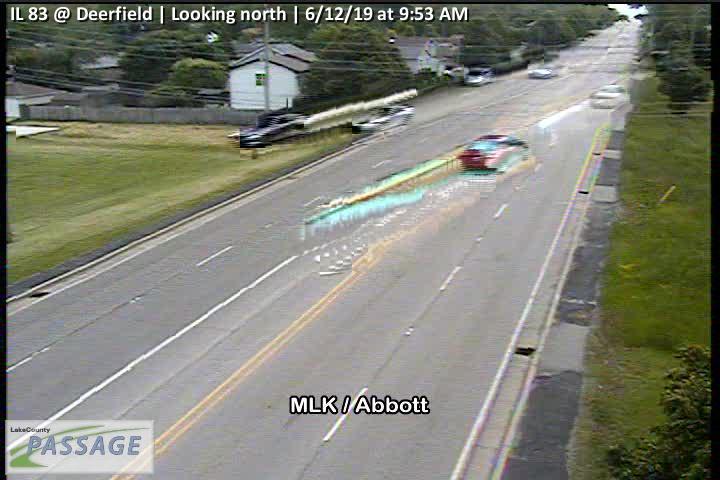 IL 83 @ Deerfield | Looking north | 6/12/19 at 9:53 AM
MLK / Abbott
LakeCounty
PASSAGE